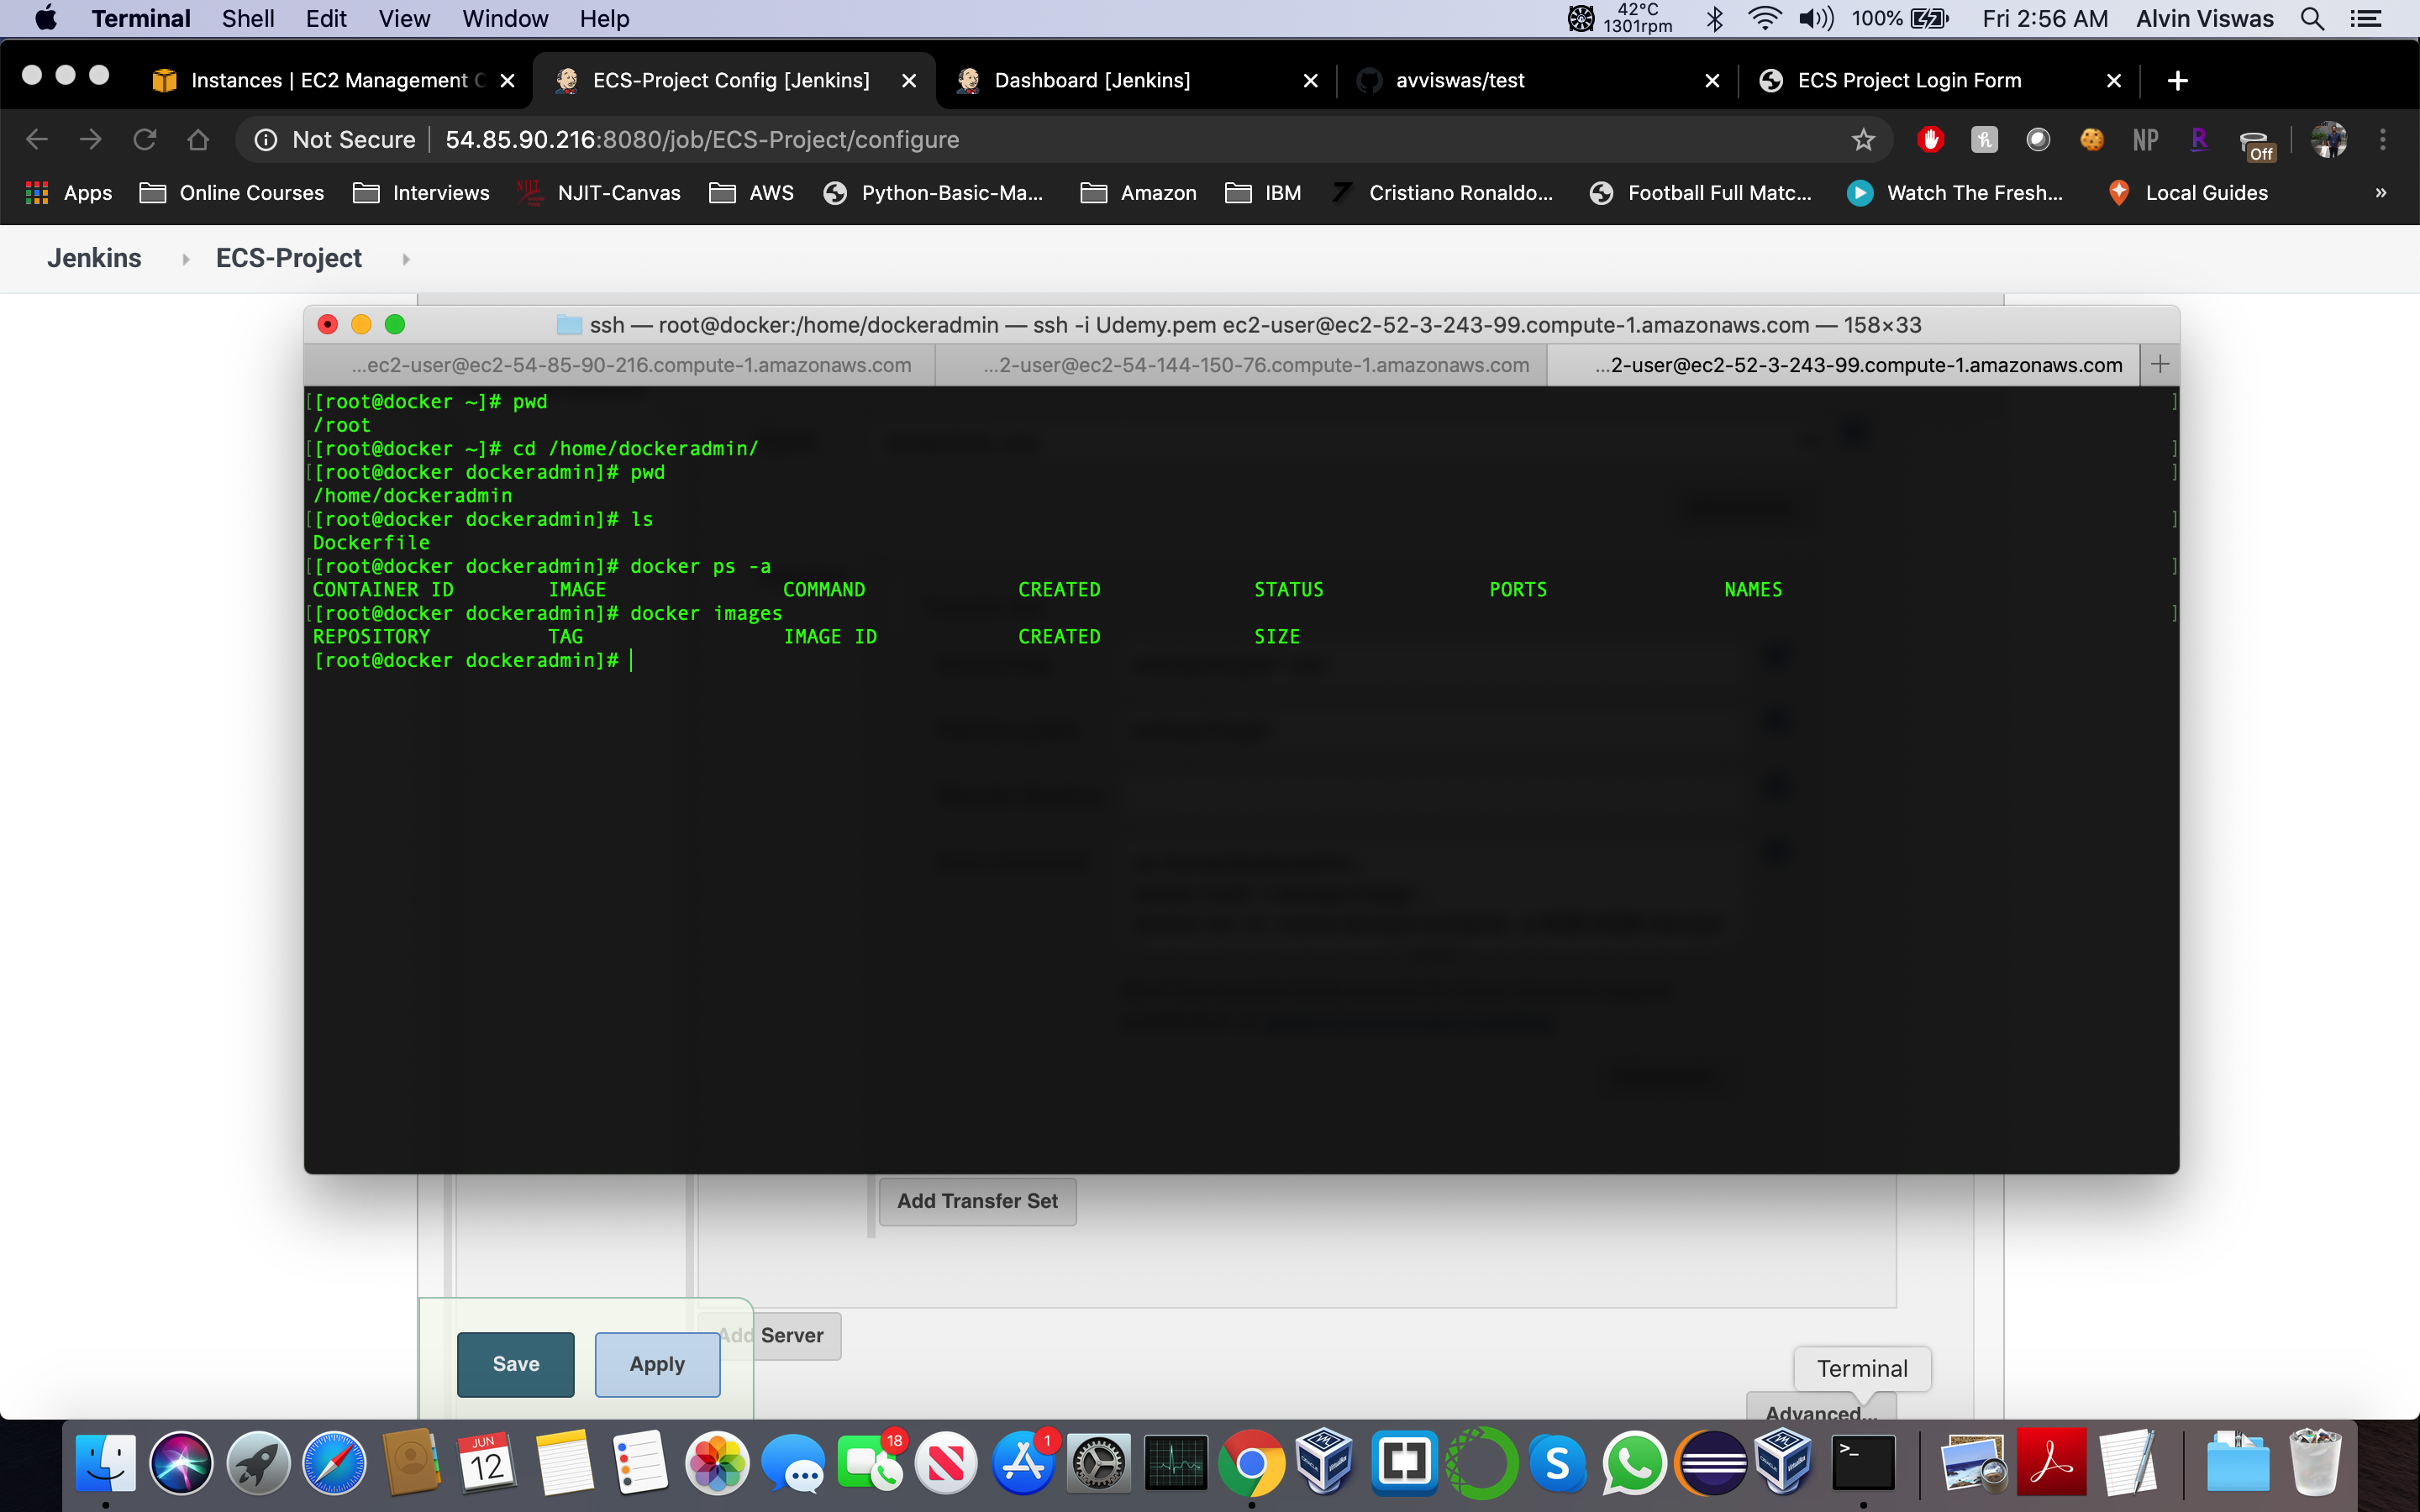 Terminal Shell Edit View Window Help 42°C 1301rpm 100% Fri 2:56 AM Alvin Viswas
Instances | EC2 Management C ECS-Project Config [Jenkins] Dashboard [Jenkins] avviswas/test ECS Project Login Form
Not Secure 54.85.90.216:8080/job/ECS-Project/configure NP R Off
Apps Online Courses Interviews NJIT-Canvas AWS Python-Basic-Ma... Amazon IBM Cristiano Ronaldo... Football Full Matc... Watch The Fresh... Local Guides »
Jenkins ECS-Project
ssh — root@docker:/home/dockeradmin — ssh -i Udemy.pem ec2-user@ec2-52-3-243-99.compute-1.amazonaws.com — 158×33
...ec2-user@ec2-54-85-90-216.compute-1.amazonaws.com ...2-user@ec2-54-144-150-76.compute-1.amazonaws.com ...2-user@ec2-52-3-243-99.compute-1.amazonaws.com
[[root@docker ~]# pwd ]
/root
[[root@docker ~]# cd /home/dockeradmin/ ]
[[root@docker dockeradmin]# pwd ]
/home/dockeradmin
[[root@docker dockeradmin]# ls ]
Dockerfile
[[root@docker dockeradmin]# docker ps -a ]
CONTAINER ID IMAGE COMMAND CREATED STATUS PORTS NAMES
[[root@docker dockeradmin]# docker images ]
REPOSITORY TAG IMAGE ID CREATED SIZE
[root@docker dockeradmin]#
Add Transfer Set
Add Server
Save Apply
Terminal
Advanced...
JUN
12
18
1